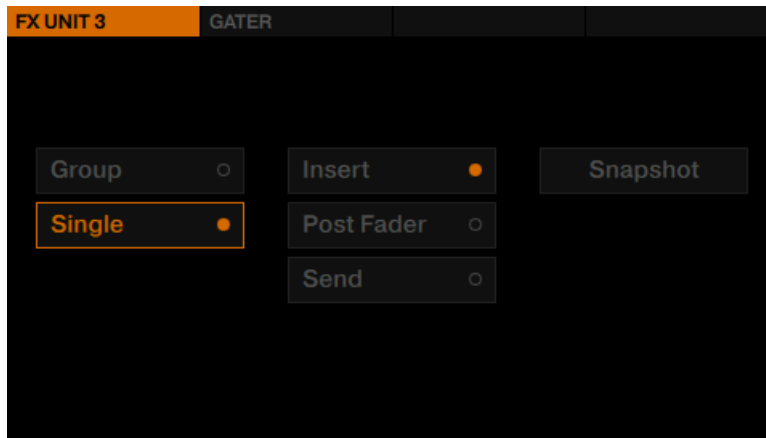 FX UNIT 3 GATER
Group Insert Snapshot
Single Post Fader
Send